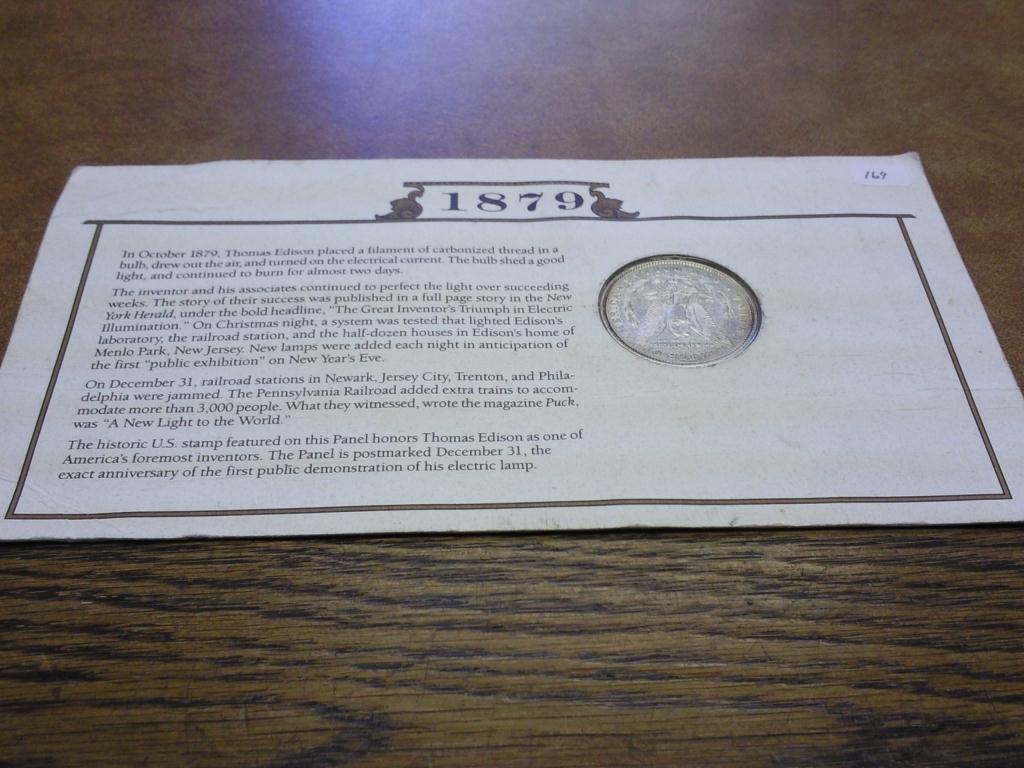 169
1879
In October 1879, Thomas Edison placed a filament of carbonized thread in a
bulb, drew out the air, and turned on the electrical current. The bulb shed a good
light, and continued to burn for almost two days.
The inventor and his associates continued to perfect the light over succeeding
weeks. The story of their success was published in a full page story in the New
York Herald, under the bold headline, "The Great Inventor's Triumph in Electric
Illumination." On Christmas night, a system was tested that lighted Edison's
laboratory, the railroad station, and the half-dozen houses in Edison's home of
Menlo Park, New Jersey. New lamps were added each night in anticipation of
the first "public exhibition" on New Year's Eve.
On December 31, railroad stations in Newark, Jersey City, Trenton, and Phila-
delphia were jammed. The Pennsylvania Railroad added extra trains to accom-
modate more than 3,000 people. What they witnessed, wrote the magazine Puck,
was "A New Light to the World."
The historic U.S. stamp featured on this Panel honors Thomas Edison as one of
America's foremost inventors. The Panel is postmarked December 31, the
exact anniversary of the first public demonstration of his electric lamp.